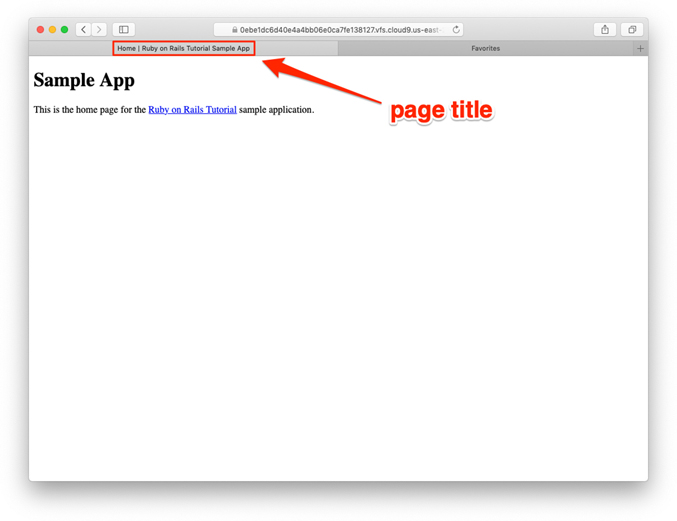 0ebe1dc6d40e4a4bb06e0ca7fe138127.vfs.cloud9.us-east-
Home | Ruby on Rails Tutorial Sample App
Favorites
Sample App
page title
This is the home page for the Ruby on Rails Tutorial sample application.